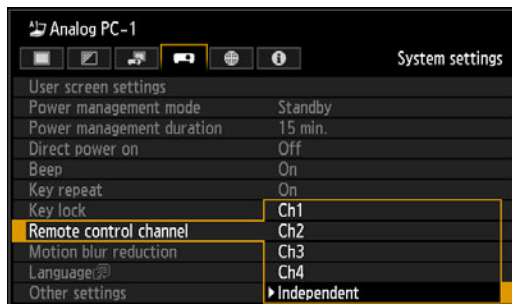 Analog PC-1
System settings
User screen settings
Power management mode Standby
Power management duration 15 min.
Direct power on Off
Beep On
Key repeat On
Key lock Ch1
Remote control channel Ch2
Motion blur reduction Ch3
Language Ch4
Other settings Independent